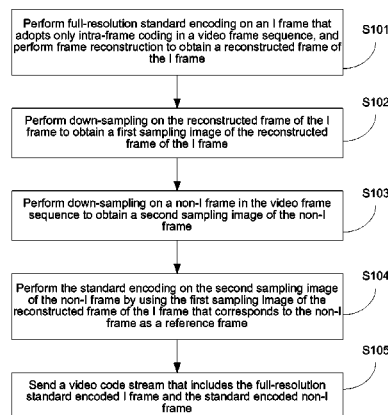 Perform full-resolution standard encoding on an I frame that
adopts only intra-frame coding in a video frame sequence, and
perform frame reconstruction to obtain a reconstructed frame of
the I frame
S101
Perform down-sampling on the reconstructed frame of the I
frame to obtain a first sampling image of the reconstructed
frame of the I frame
S102
Perform down-sampling on a non-I frame in the video frame
sequence to obtain a second sampling image of the non-I
frame
S103
Perform the standard encoding on the second sampling image
of the non-I frame by using the first sampling image of the
reconstructed frame of the I frame that corresponds to the non-I
frame as a reference frame
S104
Send a video code stream that includes the full-resolution
standard encoded I frame and the standard encoded non-I
frame
S105